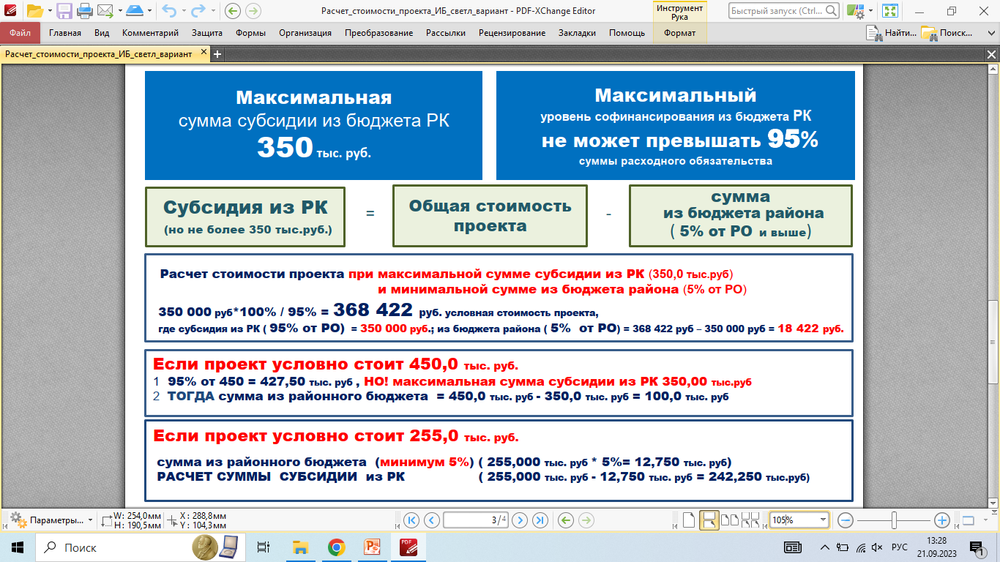 Расчет_стоимости_проекта_ИБ_светл_вариант - PDF-XChange Editor
Инструмент
Рука
Быстрый запуск (Ctrl...
Файл Главная Вид Комментарий Защита Формы Организация Преобразование Рассылки Рецензирование Закладки Помощь Формат Найти... Поиск...
Расчет_стоимости_проекта_ИБ_светл_вариант
Максимальная
сумма субсидии из бюджета РК
350 тыс. руб.
Максимальный
уровень софинансирования из бюджета РК
не может превышать 95%
суммы расходного обязательства
Субсидия из РК
(но не более 350 тыс.руб.)
=
Общая стоимость
проекта
-
сумма
из бюджета района
( 5% от РО и выше)
Расчет стоимости проекта при максимальной сумме субсидии из РК (350,0 тыс.руб)
и минимальной сумме из бюджета района (5% от РО)
350 000 руб*100% / 95% = 368 422 руб. условная стоимость проекта,
где субсидия из РК ( 95% от РО) = 350 000 руб.; из бюджета района ( 5% от РО) = 368 422 руб – 350 000 руб = 18 422 руб.
Если проект условно стоит 450,0 тыс. руб.
1 95% от 450 = 427,50 тыс. руб , НО! максимальная сумма субсидии из РК 350,00 тыс.руб
2 ТОГДА сумма из районного бюджета = 450,0 тыс. руб - 350,0 тыс. руб = 100,0 тыс. руб
Если проект условно стоит 255,0 тыс. руб.
сумма из районного бюджета (минимум 5%) ( 255,000 тыс. руб * 5%= 12,750 тыс. руб)
РАСЧЕТ СУММЫ СУБСИДИИ из РК ( 255,000 тыс. руб - 12,750 тыс. руб = 242,250 тыс.руб)
Параметры...
W: 254,0мм
H: 190,5мм
X : 288,8мм
Y : 104,3мм
3 /4
105%
Поиск
PDF
РУС
13:28
21.09.2023
1